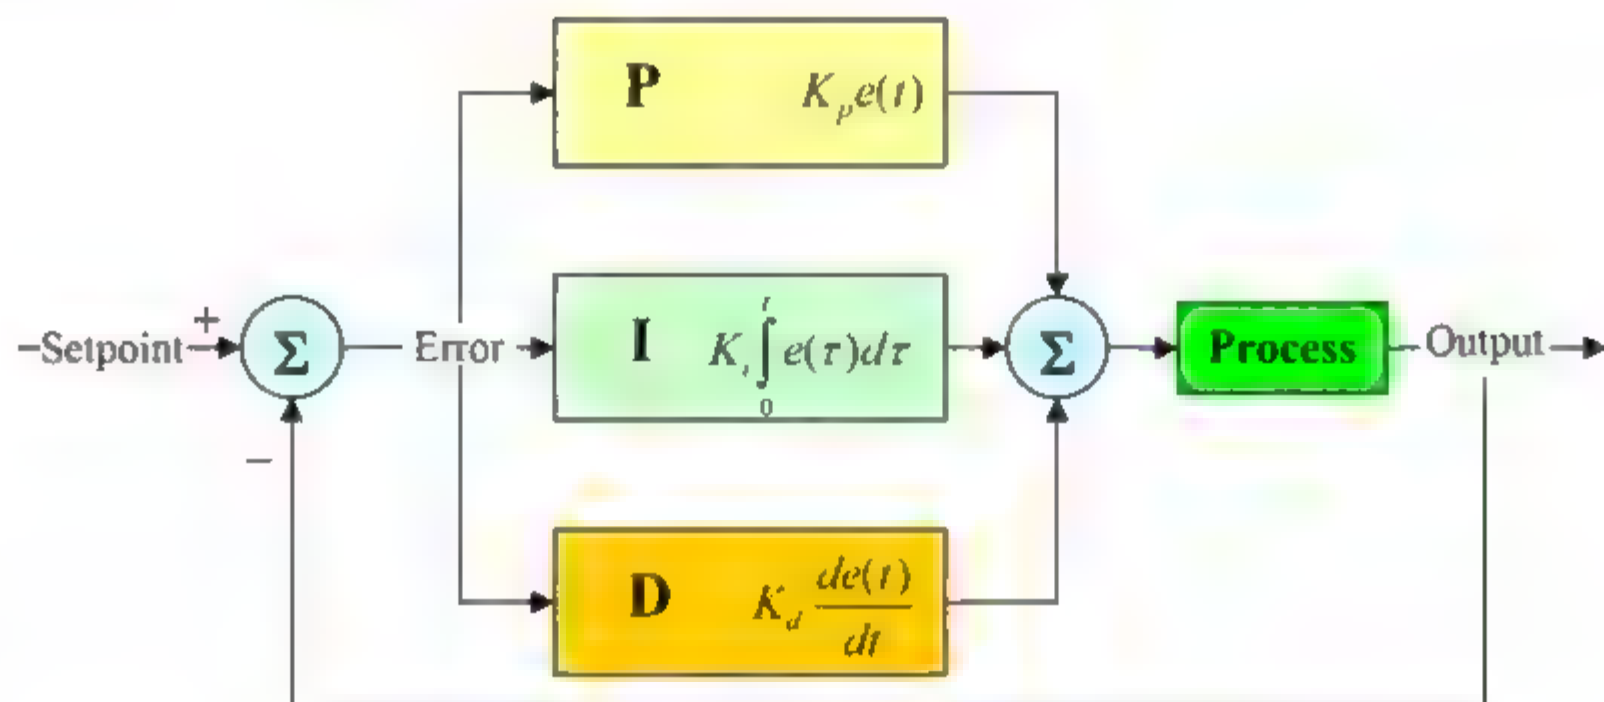 P K_p e(t)
+
Setpoint
Σ
Error
I K_i ∫_0^t e(τ)dτ
Σ
Process
Output
−
D K_d de(t)/dt